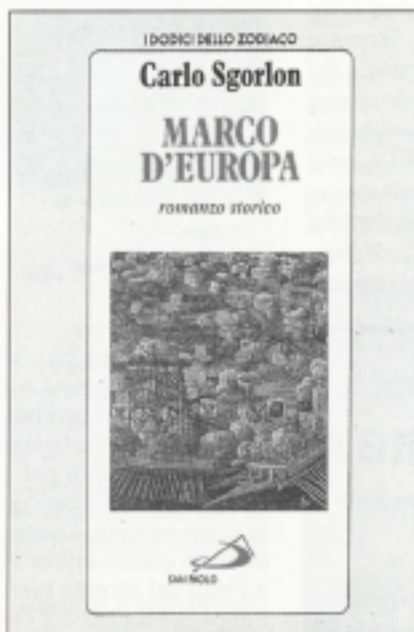 I DODICI DELLO ZODIACO
Carlo Sgorlon
MARCO
D'EUROPA
romanzo storico
SAN PAOLO